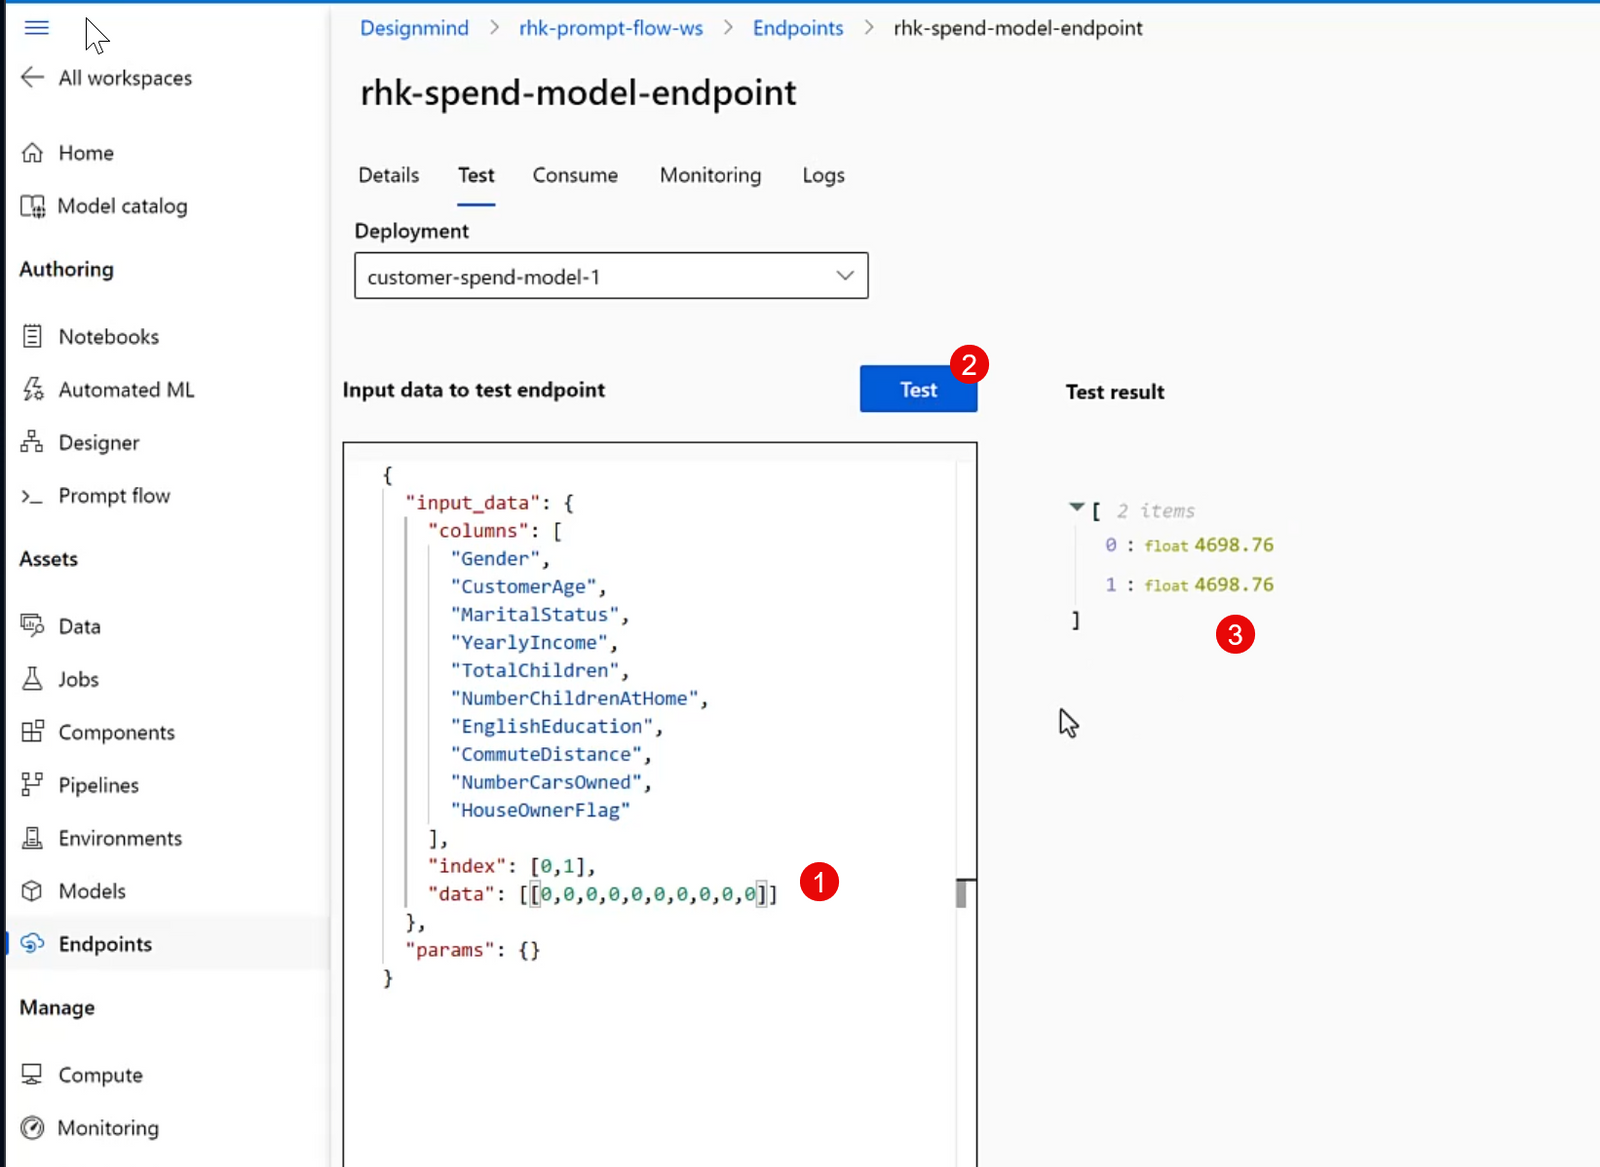 Designmind > rhk-prompt-flow-ws > Endpoints > rhk-spend-model-endpoint
All workspaces
Home
Model catalog
Authoring
Notebooks
Automated ML
Designer
Prompt flow
Assets
Data
Jobs
Components
Pipelines
Environments
Models
Endpoints
Manage
Compute
Monitoring
rhk-spend-model-endpoint
Details Test Consume Monitoring Logs
Deployment
customer-spend-model-1
Input data to test endpoint
Test
2
{
"input_data": {
"columns": [
"Gender",
"CustomerAge",
"MaritalStatus",
"YearlyIncome",
"TotalChildren",
"NumberChildrenAtHome",
"EnglishEducation",
"CommuteDistance",
"NumberCarsOwned",
"HouseOwnerFlag"
],
"index": [0,1],
"data": [[0,0,0,0,0,0,0,0,0,0]]
1
},
"params": {}
}
Test result
[ 2 items
0 : float 4698.76
1 : float 4698.76
]
3